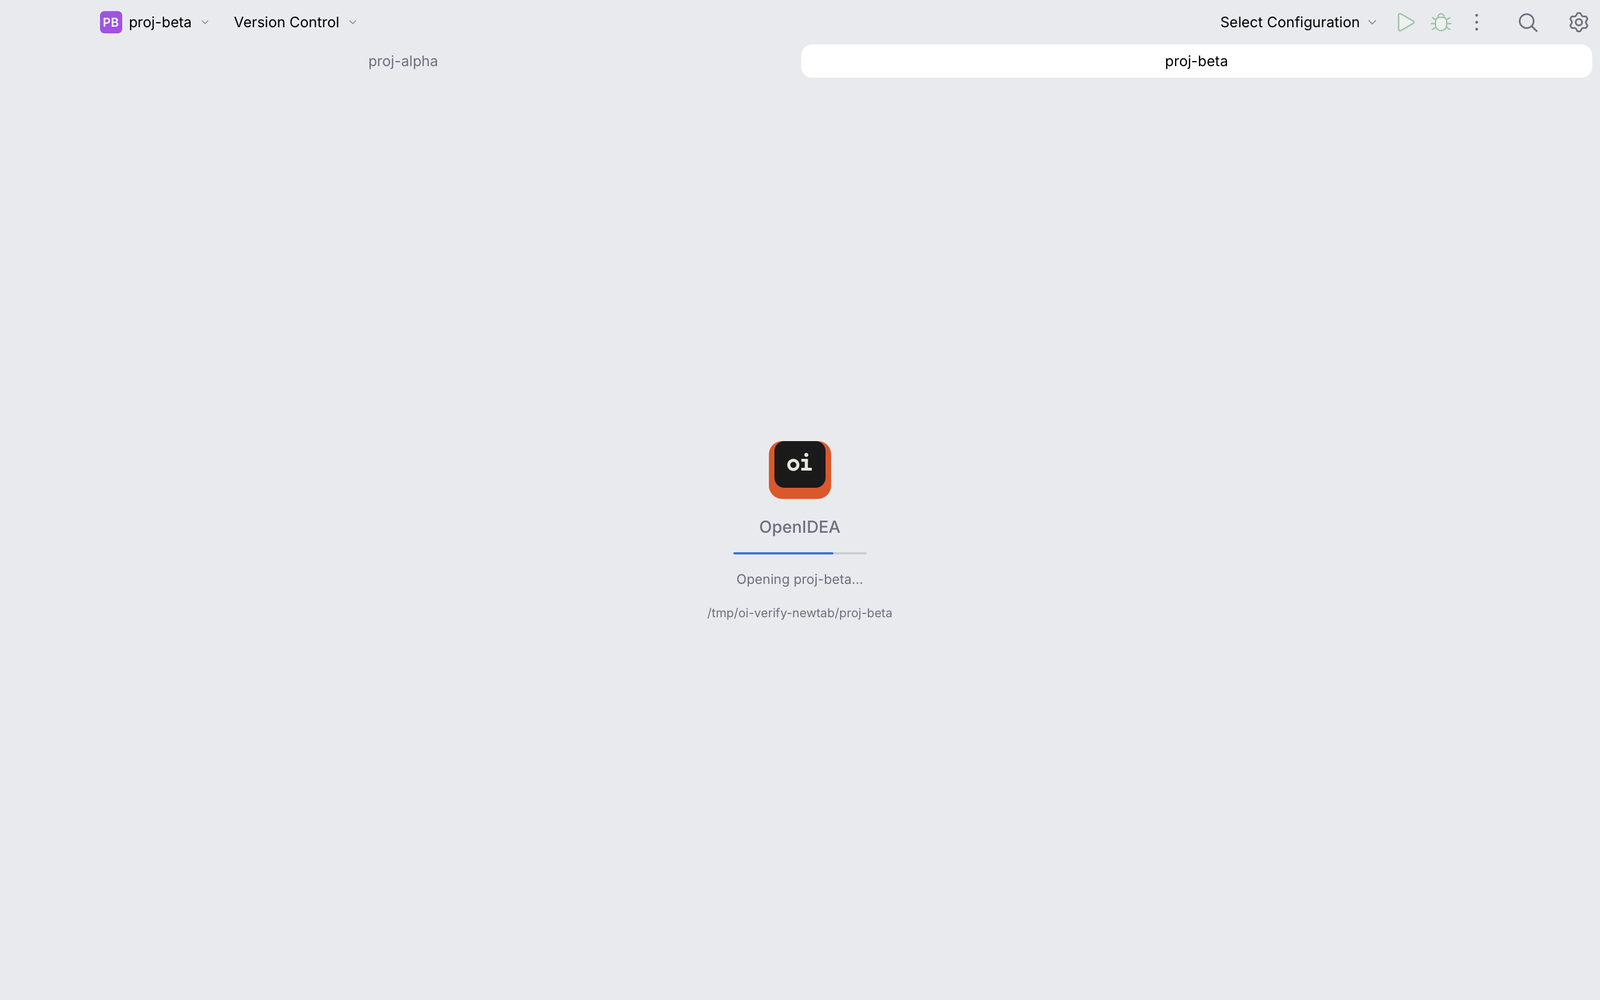 PB proj-beta Version Control Select Configuration
proj-alpha proj-beta
oi
OpenIDEA
Opening proj-beta...
/tmp/oi-verify-newtab/proj-beta